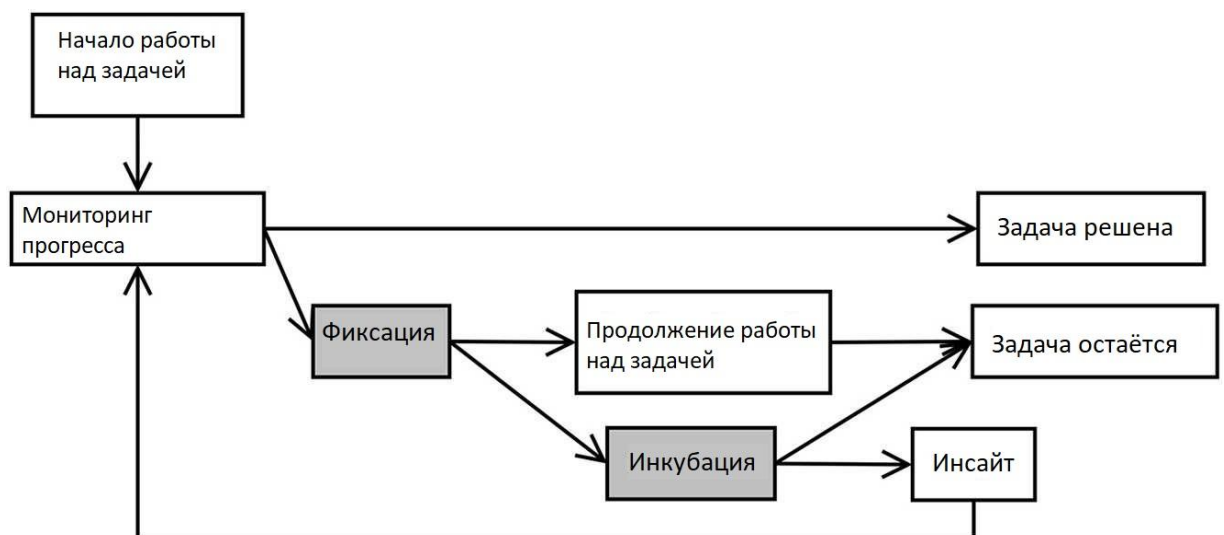 Начало работы
над задачей
Мониторинг
прогресса
Задача решена
Фиксация
Продолжение работы
над задачей
Задача остаётся
Инкубация
Инсайт